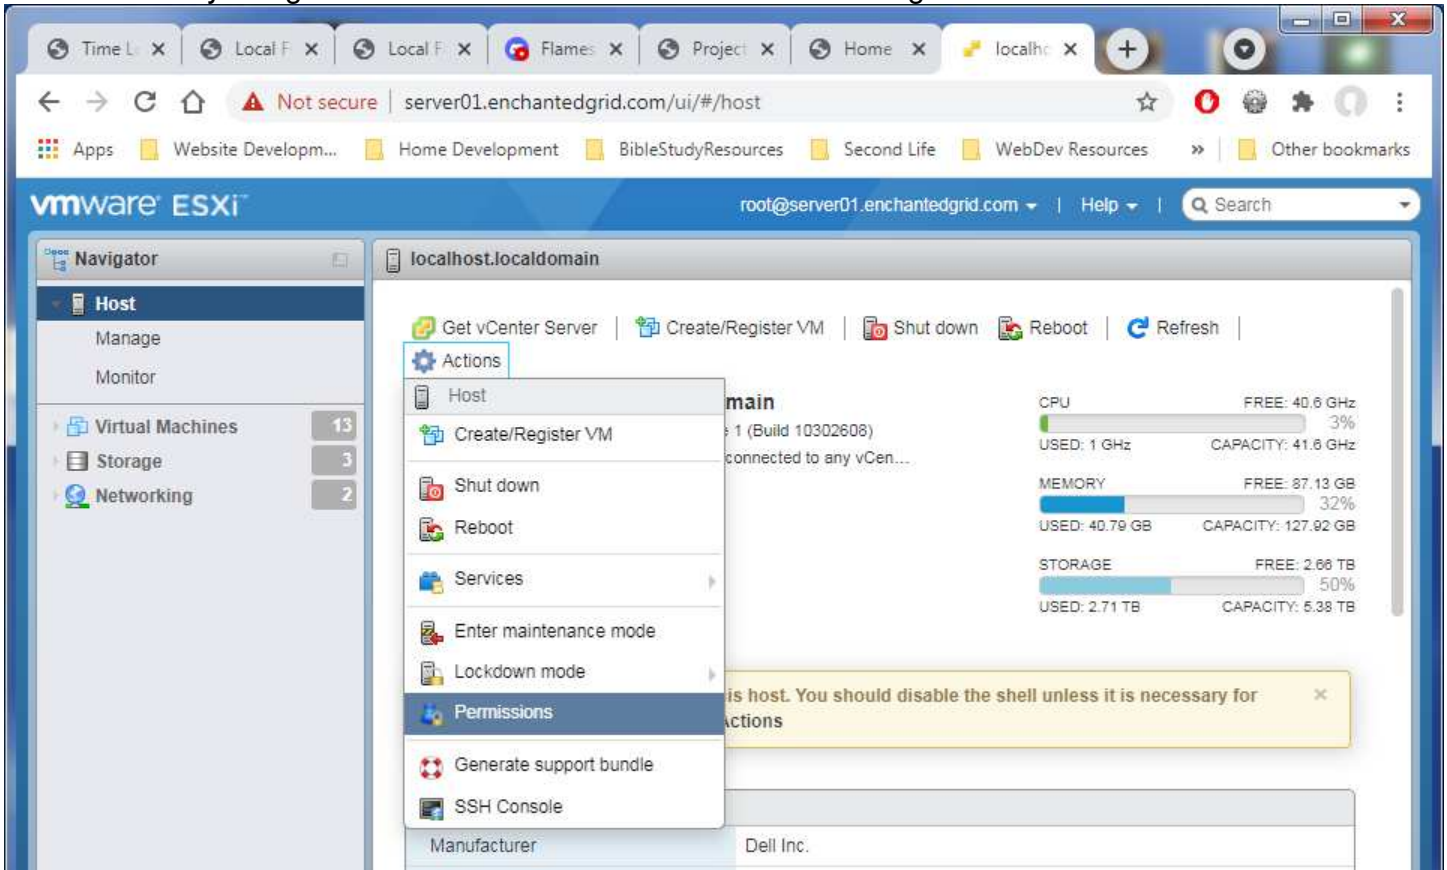 Time L
Local F
Local F
Flames
Project
Home
localho
Not secure | server01.enchantedgrid.com/ui/#/host
Apps Website Developm... Home Development BibleStudyResources Second Life WebDev Resources » Other bookmarks
vmware ESXi
root@server01.enchantedgrid.com | Help | Search
Navigator
localhost.localdomain
Host
Manage
Monitor
Virtual Machines 13
Storage 3
Networking 2
Get vCenter Server | Create/Register VM | Shut down Reboot | Refresh |
Actions
Host
Create/Register VM
Shut down
Reboot
Services
Enter maintenance mode
Lockdown mode
Permissions
Generate support bundle
SSH Console
main
1 (Build 10302608)
connected to any vCen...
CPU FREE: 40.6 GHz
3%
USED: 1 GHz CAPACITY: 41.6 GHz
MEMORY FREE: 87.13 GB
32%
USED: 40.79 GB CAPACITY: 127.92 GB
STORAGE FREE: 2.66 TB
50%
USED: 2.71 TB CAPACITY: 5.38 TB
is host. You should disable the shell unless it is necessary for
Actions
Manufacturer Dell Inc.